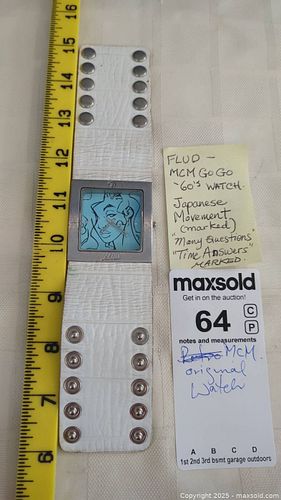 16
15
14
13
12
11
10
9
8
7
6
FLUD -
MCM GO GO
'60's WATCH.
Japanese
Movement
(marked)
"Many Questions
"Time Answers"
MARKED.
maxsold
Get in on the auction!
64
C
P
notes and measurements
Retro MCM.
original
Watch
A B C D
1st 2nd 3rd bsmt garage outdoors
Copyright 2025 - maxsold.com